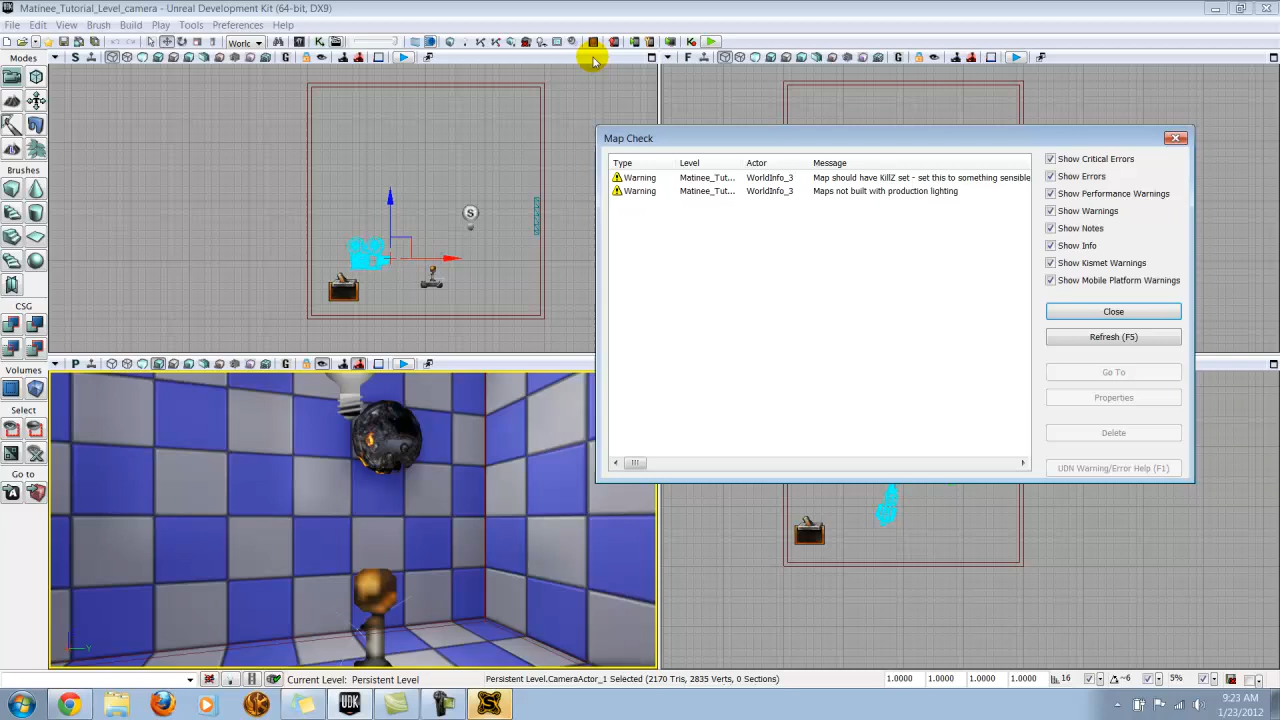 Matinee_Tutorial_Level_camera - Unreal Development Kit (64-bit, DX9)
File Edit View Brush Build Play Tools Preferences Help
Worlc
Modes
S
F
G
G
Map Check
Type Level Actor Message
Warning Matinee_Tut... WorldInfo_3 Map should have KillZ set - set this to something sensible
Warning Matinee_Tut... WorldInfo_3 Maps not built with production lighting
Show Critical Errors
Show Errors
Show Performance Warnings
Show Warnings
Show Notes
Show Info
Show Kismet Warnings
Show Mobile Platform Warnings
Close
Refresh (F5)
Go To
Properties
Delete
UDN Warning/Error Help (F1)
Brushes
S
CSG
Volumes
Select
Go to
P
G
Y
Current Level: Persistent Level
Persistent Level.CameraActor_1 Selected (2170 Tris, 2835 Verts, 0 Sections)
1.0000 1.0000 1.0000 1.0000
16
~6
5%
UDK
9:23 AM
1/23/2012